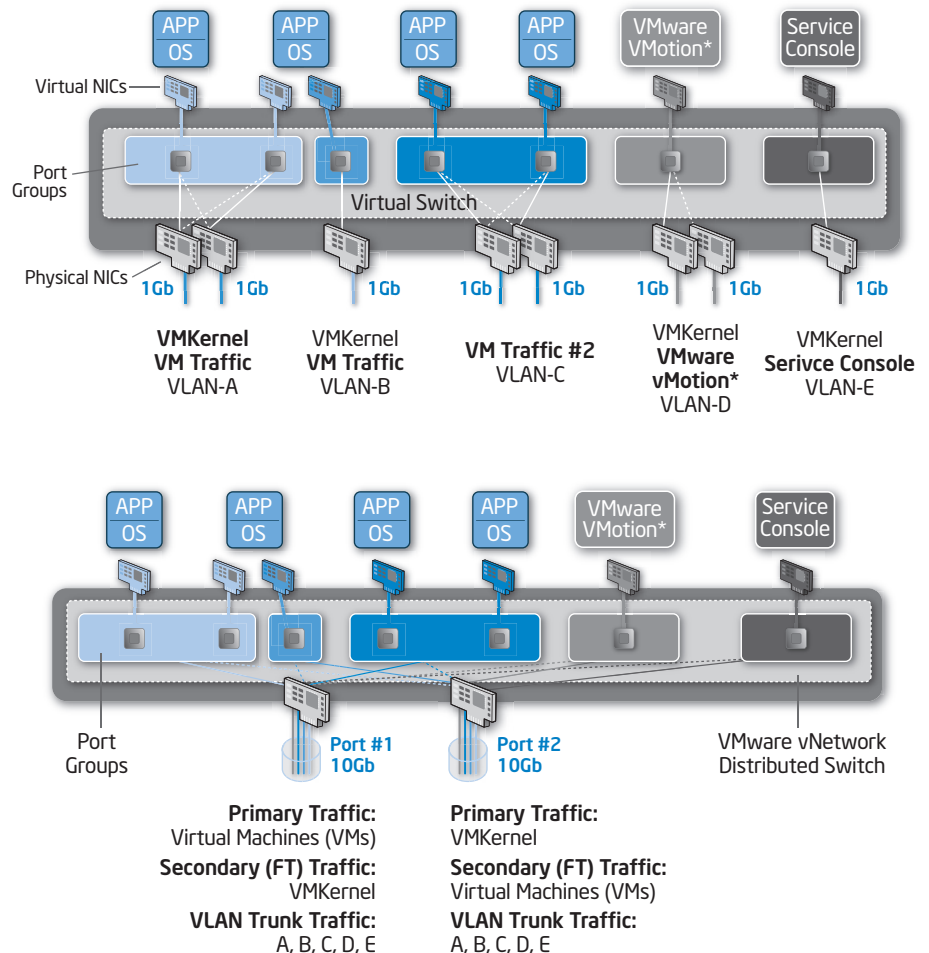 APP
OS
APP
OS
APP
OS
APP
OS
VMware
VMotion*
Service
Console
Virtual NICs
Port
Groups
Virtual Switch
Physical NICs
1Gb
1Gb
1Gb
1Gb
1Gb
1Gb
1Gb
1Gb
VMKernel
VM Traffic
VLAN-A
VMKernel
VM Traffic
VLAN-B
VM Traffic #2
VLAN-C
VMKernel
VMware
vMotion*
VLAN-D
VMKernel
Serivce Console
VLAN-E
APP
OS
APP
OS
APP
OS
APP
OS
VMware
VMotion*
Service
Console
Port
Groups
Port #1
10Gb
Port #2
10Gb
VMware vNetwork
Distributed Switch
Primary Traffic:
Virtual Machines (VMs)
Secondary (FT) Traffic:
VMKernel
VLAN Trunk Traffic:
A, B, C, D, E
Primary Traffic:
VMKernel
Secondary (FT) Traffic:
Virtual Machines (VMs)
VLAN Trunk Traffic:
A, B, C, D, E